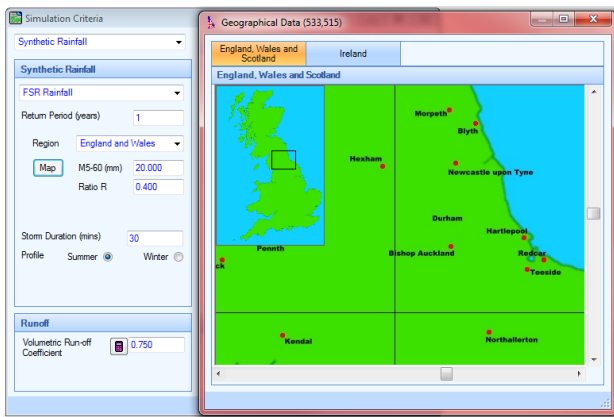 Simulation Criteria
Synthetic Rainfall
Synthetic Rainfall
FSR Rainfall
Return Period (years) 1
Region England and Wales
Map M5-60 (mm) 20.000
Ratio R 0.400
Storm Duration (mins) 30
Profile Summer Winter
Runoff
Volumetric Run-off
Coefficient 0.750
Geographical Data (533,515)
England, Wales and
Scotland
Ireland
England, Wales and Scotland
Morpeth
Blyth
Hexham
Newcastle upon Tyne
Durham
Hartlepool
Penrith
Bishop Auckland
Redcar
ck
Teeside
Kendal
Northallerton